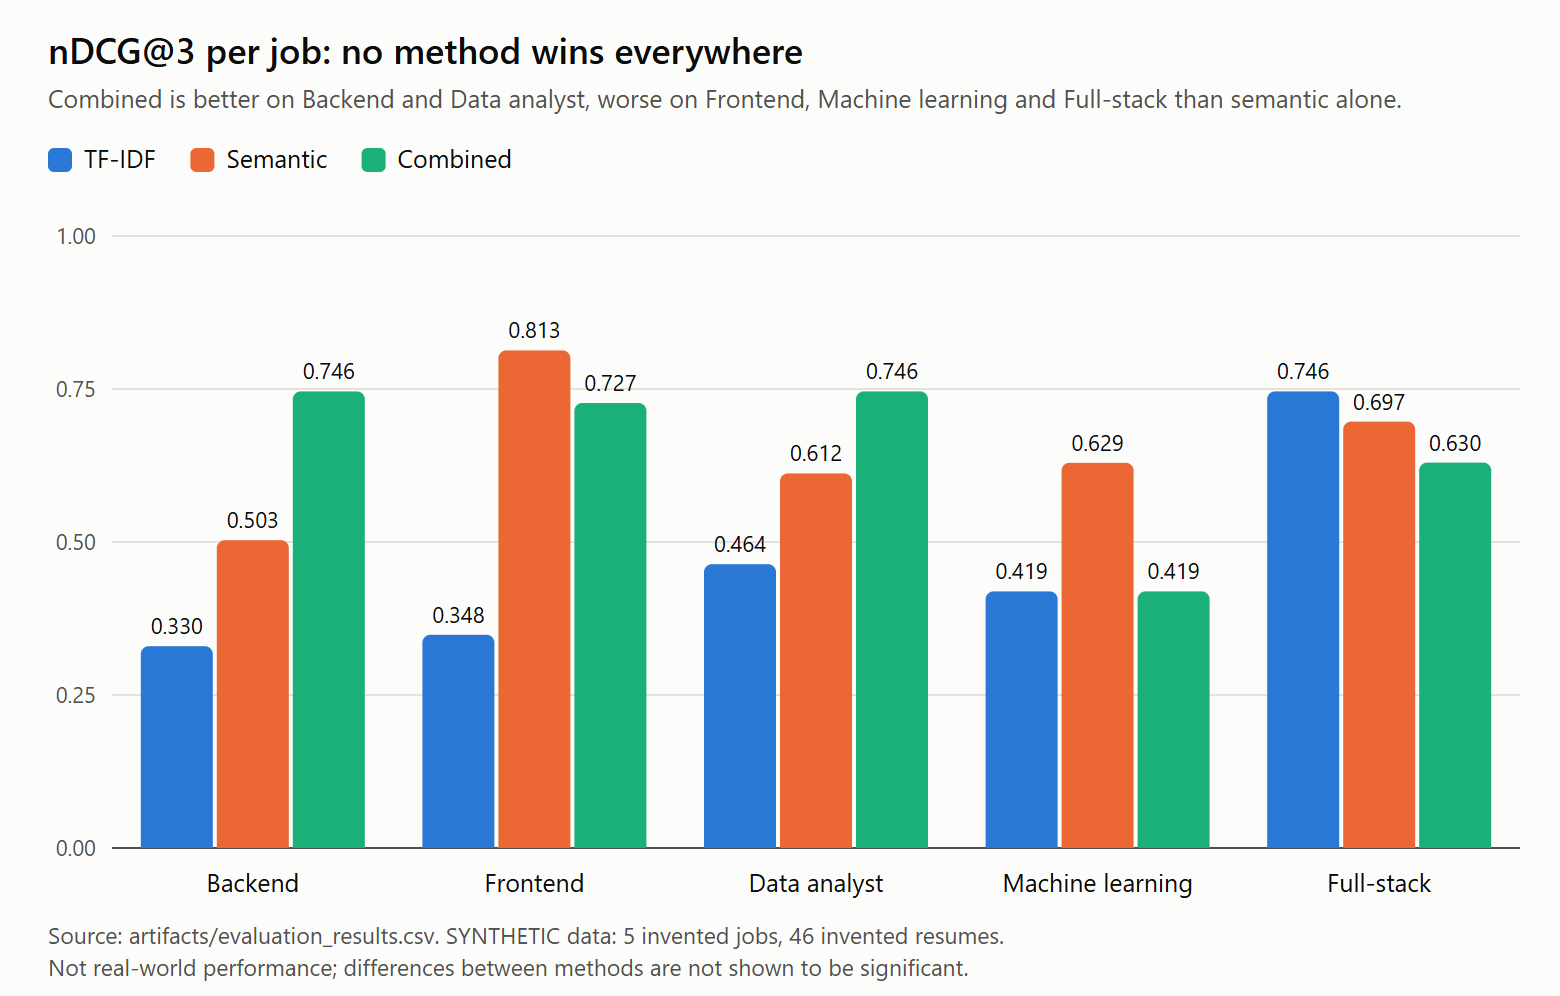 nDCG@3 per job: no method wins everywhere
Combined is better on Backend and Data analyst, worse on Frontend, Machine learning and Full-stack than semantic alone.
TF-IDF Semantic Combined
1.00
0.75
0.50
0.25
0.00
0.330 0.503 0.746
0.348 0.813 0.727
0.464 0.612 0.746
0.419 0.629 0.419
0.746 0.697 0.630
Backend Frontend Data analyst Machine learning Full-stack
Source: artifacts/evaluation_results.csv. SYNTHETIC data: 5 invented jobs, 46 invented resumes.
Not real-world performance; differences between methods are not shown to be significant.